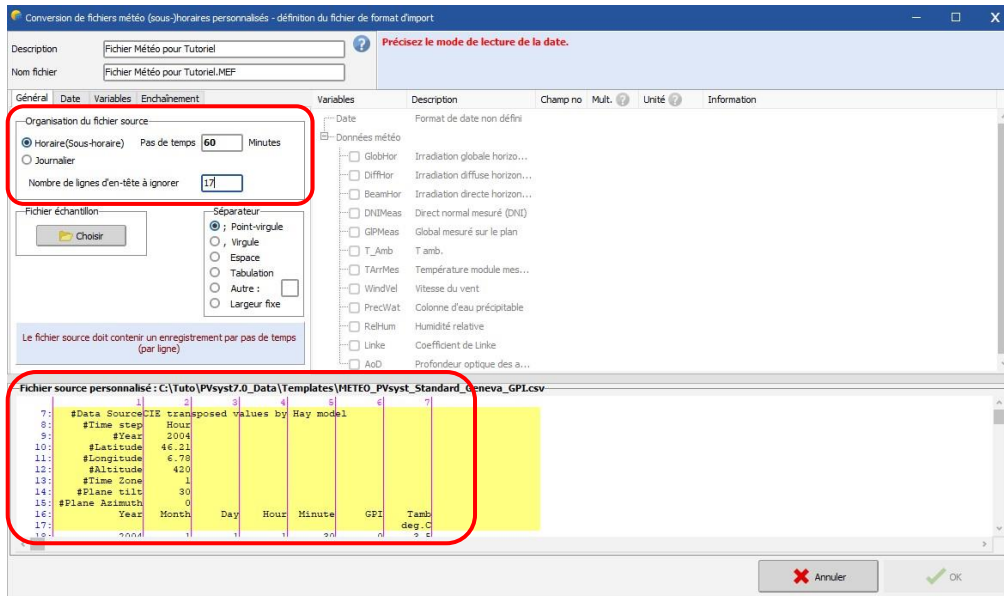 Conversion de fichiers météo (sous-)horaires personnalisés - définition du fichier de format d'import
Description Fichier Météo pour Tutoriel
Précisez le mode de lecture de la date.
Nom fichier Fichier Météo pour Tutoriel.MEF
Général Date Variables Enchaînement
Organisation du fichier source
Horaire(Sous-horaire) Pas de temps 60 Minutes
Journalier
Nombre de lignes d'en-tête à ignorer 17
Fichier échantillon
Choisir
Séparateur
; Point-virgule
, Virgule
Espace
Tabulation
Autre :
Largeur fixe
Le fichier source doit contenir un enregistrement par pas de temps
(par ligne)
Variables Description Champ no Mult. Unité Information
Date Format de date non défini
Données météo
GlobHor Irradiation globale horizo...
DiffHor Irradiation diffuse horizon...
BeamHor Irradiation directe horizon...
DNIMeas Direct normal mesuré (DNI)
GIPMeas Global mesuré sur le plan
T_Amb T amb.
TArrMes Température module mes...
WindVel Vitesse du vent
PrecWat Colonne d'eau précipitable
RelHum Humidité relative
Linke Coefficient de Linke
AoD Profondeur optique des a...
Fichier source personnalisé : C:\Tuto\PVsyst7.0_Data\Templates\METEO_PVsyst_Standard_Geneva_GPI.csv
1 2 3 4 5 6 7
7: #Data SourceCIE transposed values by Hay model
8: #Time step Hour
9: #Year 2004
10: #Latitude 46.21
11: #Longitude 6.78
12: #Altitude 420
13: #Time Zone 1
14: #Plane tilt 30
15: #Plane Azimuth 0
16: Year Month Day Hour Minute GPI Tamb
17: deg.C
18: 2004 1 1 1 30 0 3.5
Annuler
OK